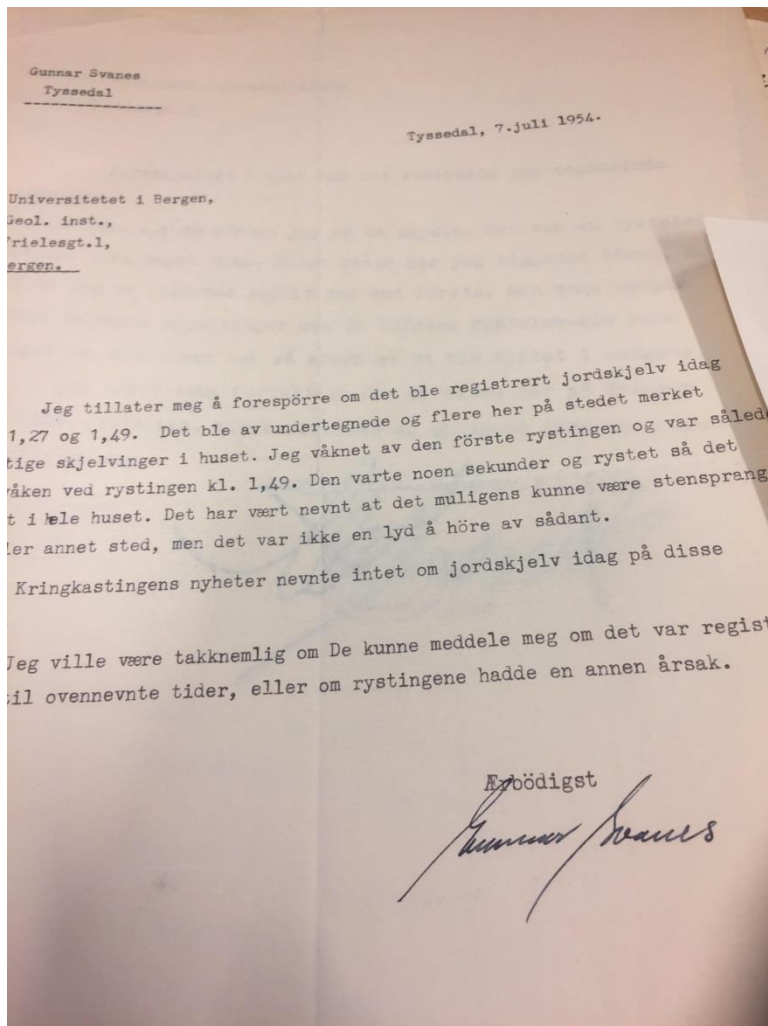 Gunnar Svanes
Tyssedal
Tyssedal, 7.juli 1954.
Universitetet i Bergen,
Geol. inst.,
rielesgt.1,
ergen.
Jeg tillater meg å forespörre om det ble registrert jordskjelv idag
1,27 og 1,49. Det ble av undertegnede og flere her på stedet merket
tige skjelvinger i huset. Jeg våknet av den förste rystingen og var således
våken ved rystingen kl. 1,49. Den varte noen sekunder og rystet så det
t i hele huset. Det har vært nevnt at det muligens kunne være stensprang
ler annet sted, men det var ikke en lyd å höre av sådant.
Kringkastingens nyheter nevnte intet om jordskjelv idag på disse
Jeg ville være takknemlig om De kunne meddele meg om det var regist
til ovennevnte tider, eller om rystingene hadde en annen årsak.
Ærbödigst
Gunnar Svanes